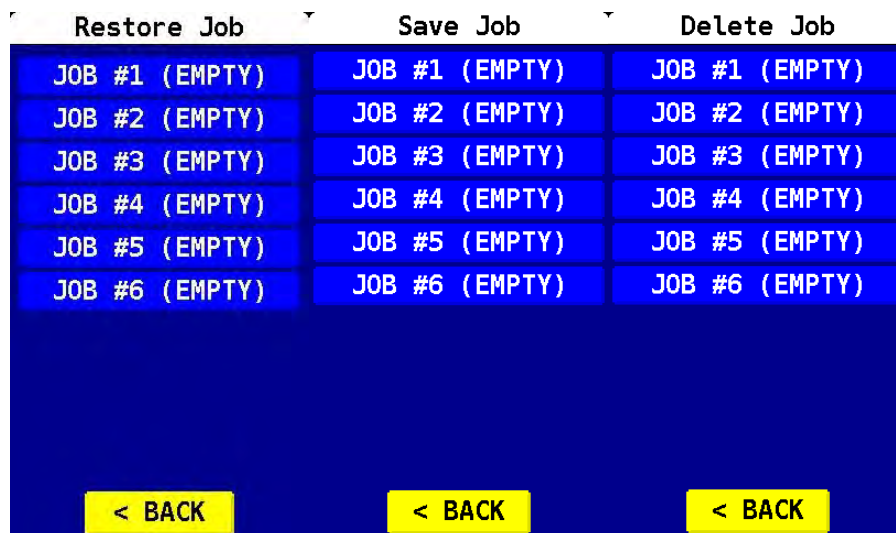 Restore Job
JOB #1 (EMPTY)
JOB #2 (EMPTY)
JOB #3 (EMPTY)
JOB #4 (EMPTY)
JOB #5 (EMPTY)
JOB #6 (EMPTY)
< BACK
Save Job
JOB #1 (EMPTY)
JOB #2 (EMPTY)
JOB #3 (EMPTY)
JOB #4 (EMPTY)
JOB #5 (EMPTY)
JOB #6 (EMPTY)
< BACK
Delete Job
JOB #1 (EMPTY)
JOB #2 (EMPTY)
JOB #3 (EMPTY)
JOB #4 (EMPTY)
JOB #5 (EMPTY)
JOB #6 (EMPTY)
< BACK